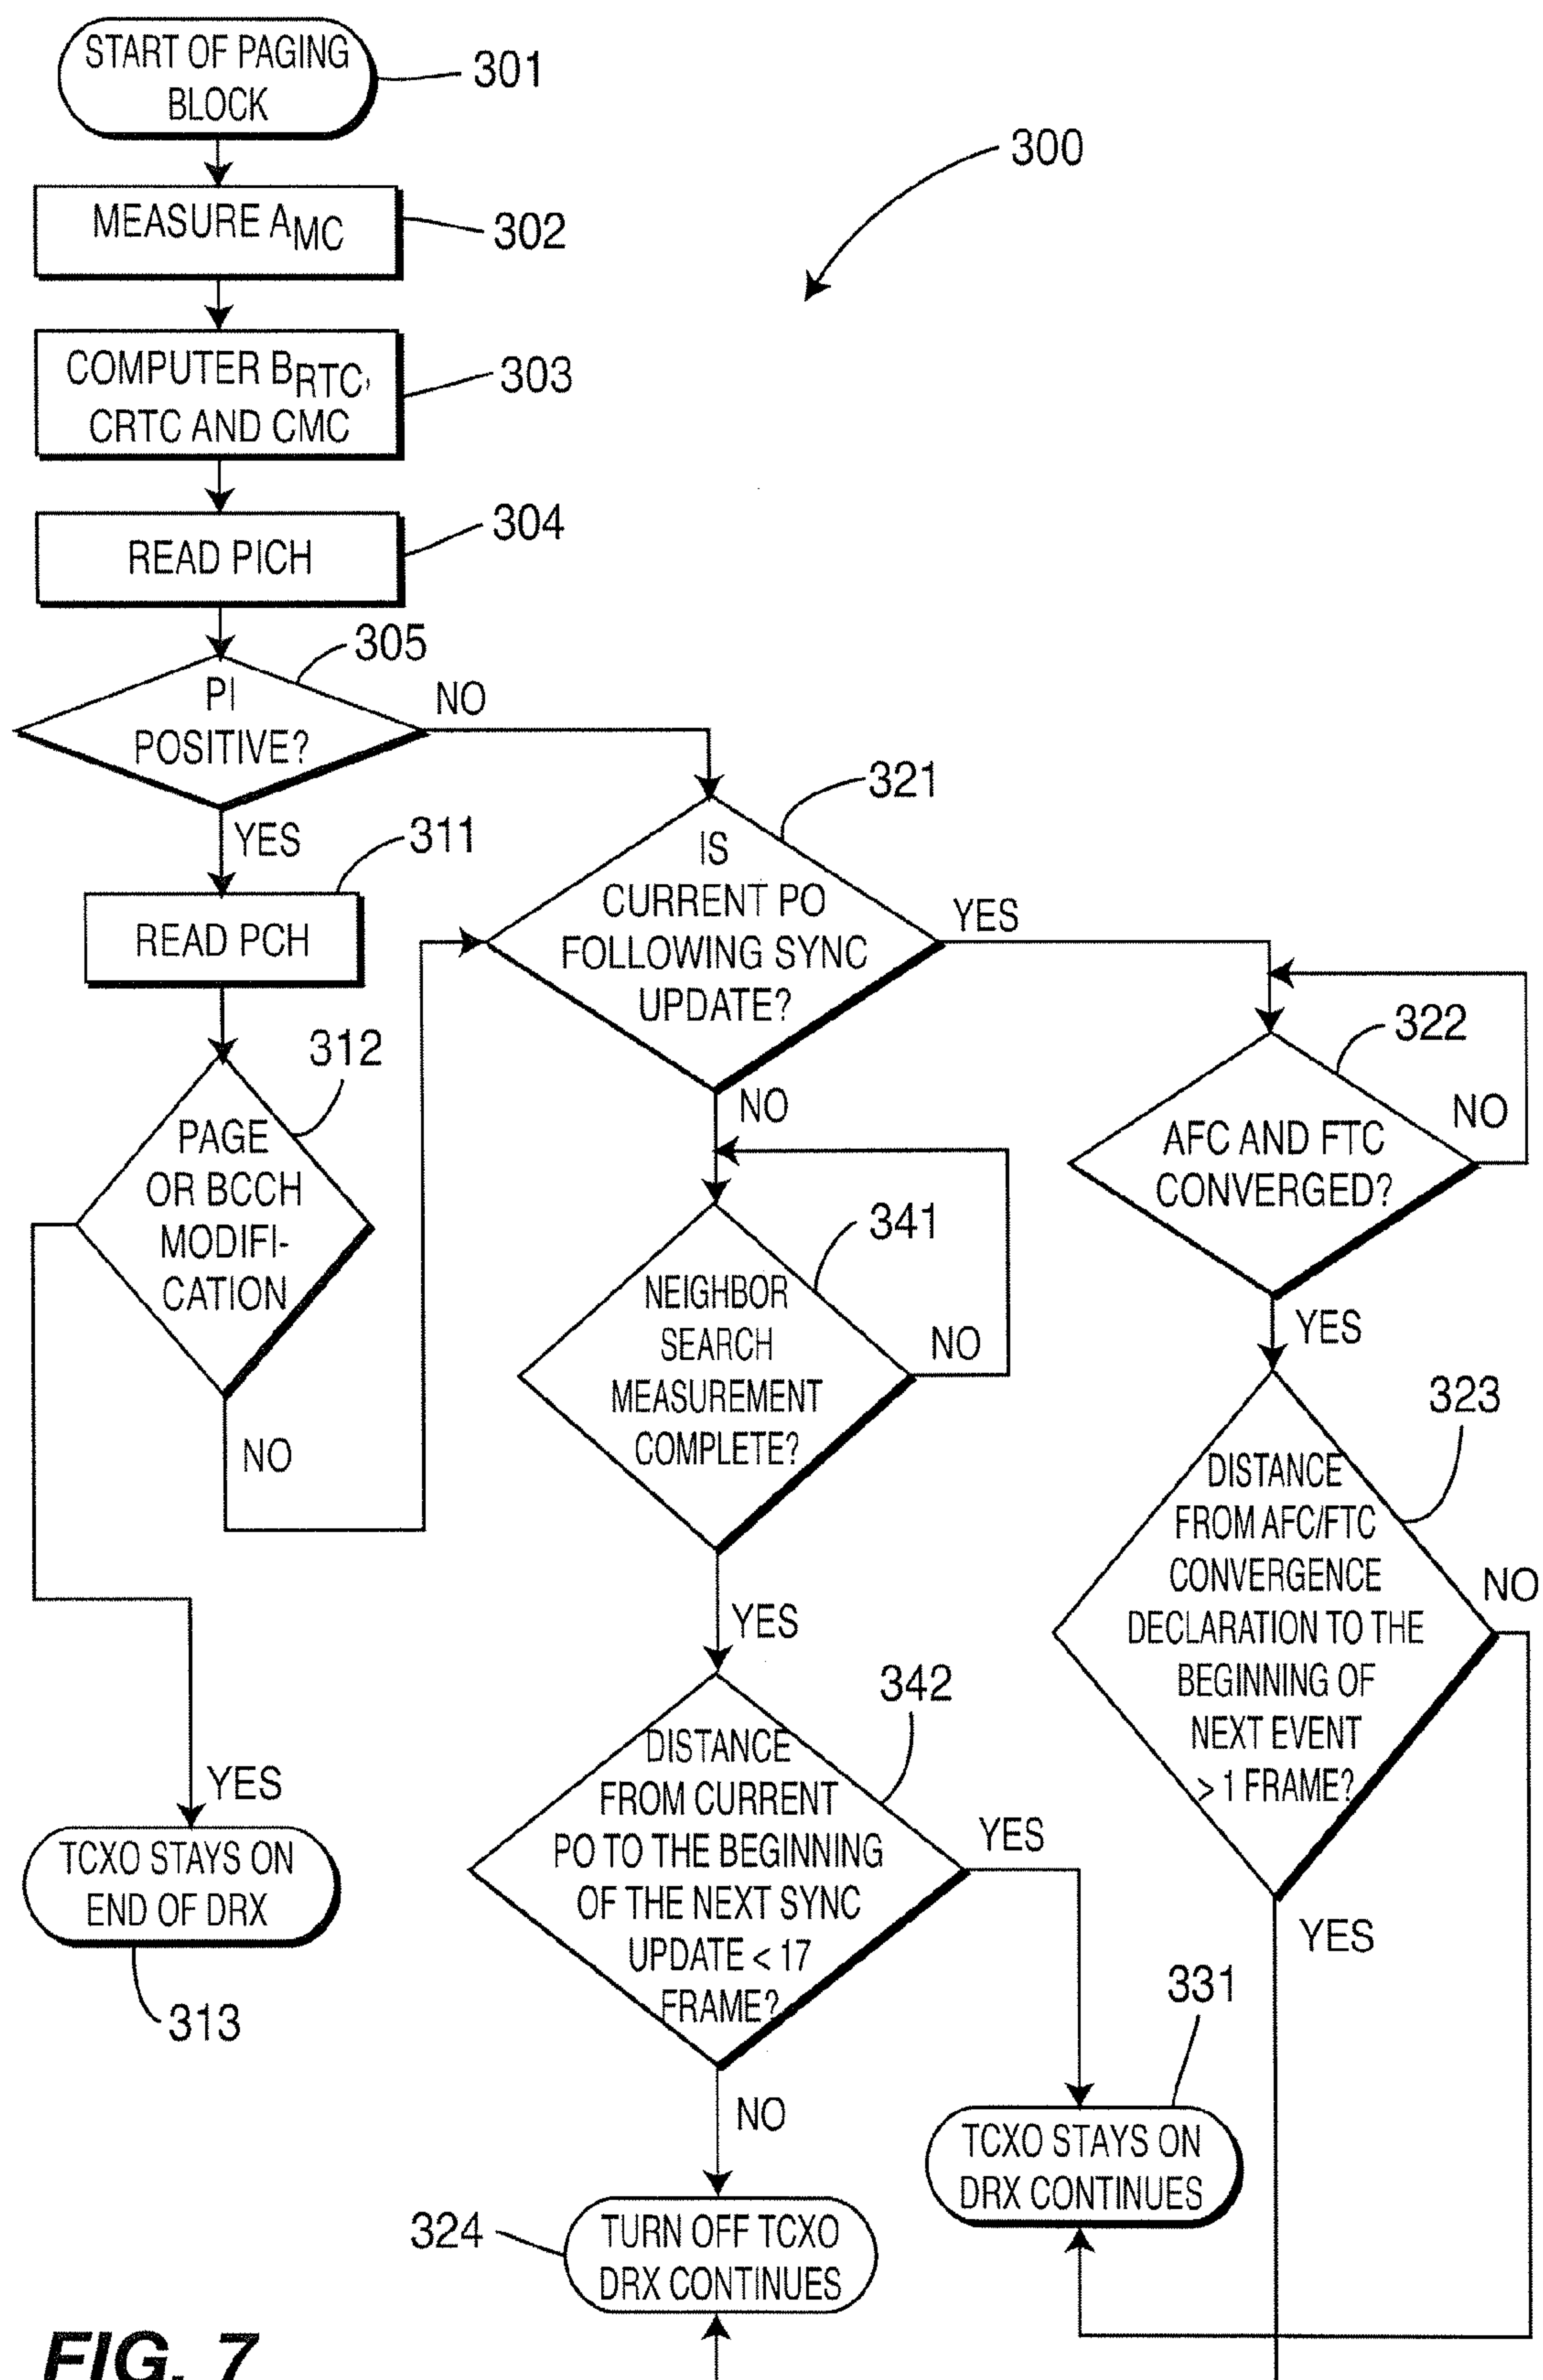 START OF PAGING
BLOCK
301
300
MEASURE AMC
302
COMPUTER BRTC,
CRTC AND CMC
303
READ PICH
304
305
PI
POSITIVE?
NO
YES
311
READ PCH
312
PAGE
OR BCCH
MODIFI-
CATION
NO
YES
TCXO STAYS ON
END OF DRX
313
321
IS
CURRENT PO
FOLLOWING SYNC
UPDATE?
YES
NO
322
AFC AND FTC
CONVERGED?
NO
YES
341
NEIGHBOR
SEARCH
MEASUREMENT
COMPLETE?
NO
YES
323
DISTANCE
FROM AFC/FTC
CONVERGENCE
DECLARATION TO THE
BEGINNING OF
NEXT EVENT
> 1 FRAME?
NO
YES
342
DISTANCE
FROM CURRENT
PO TO THE BEGINNING
OF THE NEXT SYNC
UPDATE < 17
FRAME?
YES
NO
331
TCXO STAYS ON
DRX CONTINUES
324
TURN OFF TCXO
DRX CONTINUES
FIG. 7